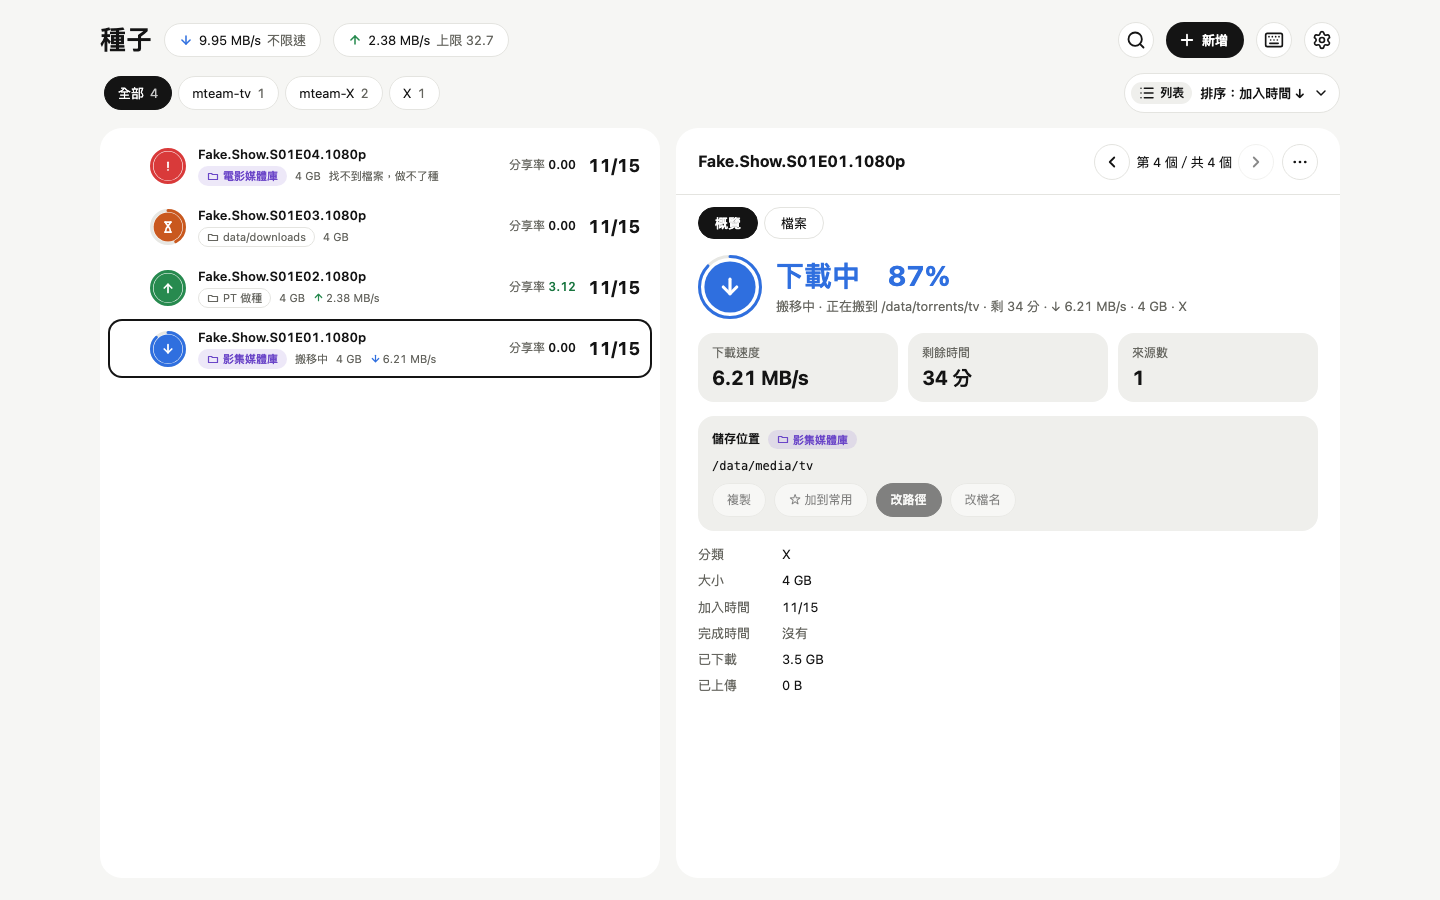 種子 9.95 MB/s 不限速 2.38 MB/s 上限 32.7 新增
全部 4 mteam-tv 1 mteam-X 2 X 1 列表 排序：加入時間 ↓
Fake.Show.S01E04.1080p
電影媒體庫 4 GB 找不到檔案，做不了種
分享率 0.00 11/15
Fake.Show.S01E03.1080p
data/downloads 4 GB
分享率 0.00 11/15
Fake.Show.S01E02.1080p
PT 做種 4 GB ↑ 2.38 MB/s
分享率 3.12 11/15
Fake.Show.S01E01.1080p
影集媒體庫 搬移中 4 GB ↓ 6.21 MB/s
分享率 0.00 11/15
Fake.Show.S01E01.1080p 第 4 個 / 共 4 個
概覽 檔案
下載中 87%
搬移中 · 正在搬到 /data/torrents/tv · 剩 34 分 · ↓ 6.21 MB/s · 4 GB · X
下載速度
6.21 MB/s
剩餘時間
34 分
來源數
1
儲存位置 影集媒體庫
/data/media/tv
複製 加到常用 改路徑 改檔名
分類 X
大小 4 GB
加入時間 11/15
完成時間 沒有
已下載 3.5 GB
已上傳 0 B